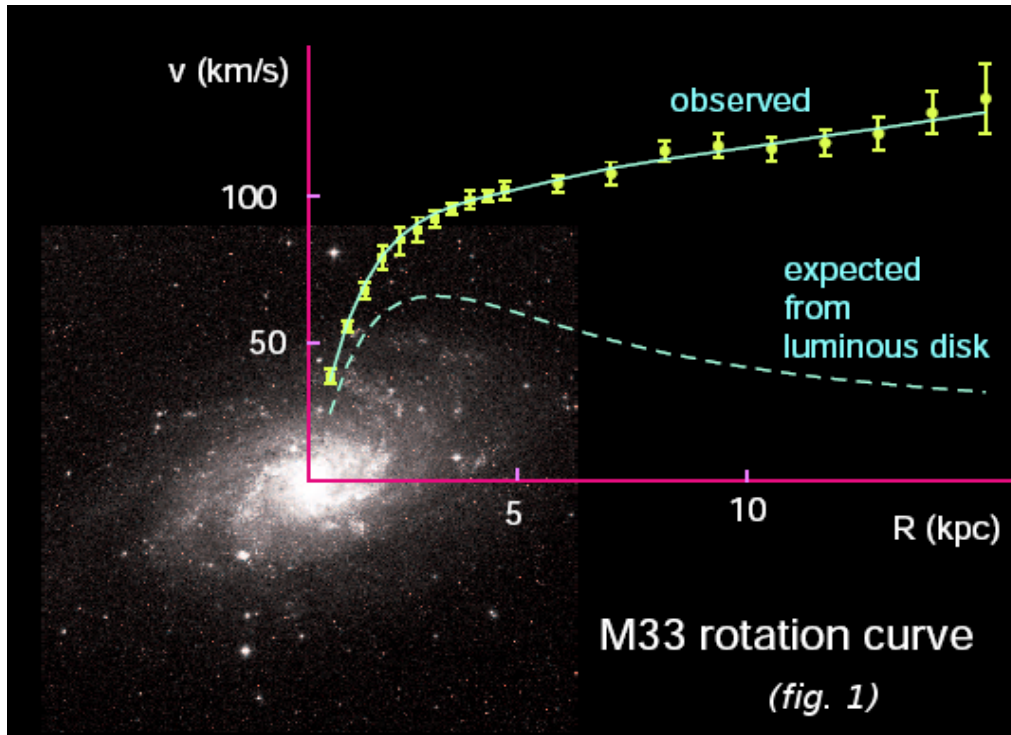 v (km/s)
observed
100
expected
from
luminous disk
50
5
10
R (kpc)
M33 rotation curve
(fig. 1)